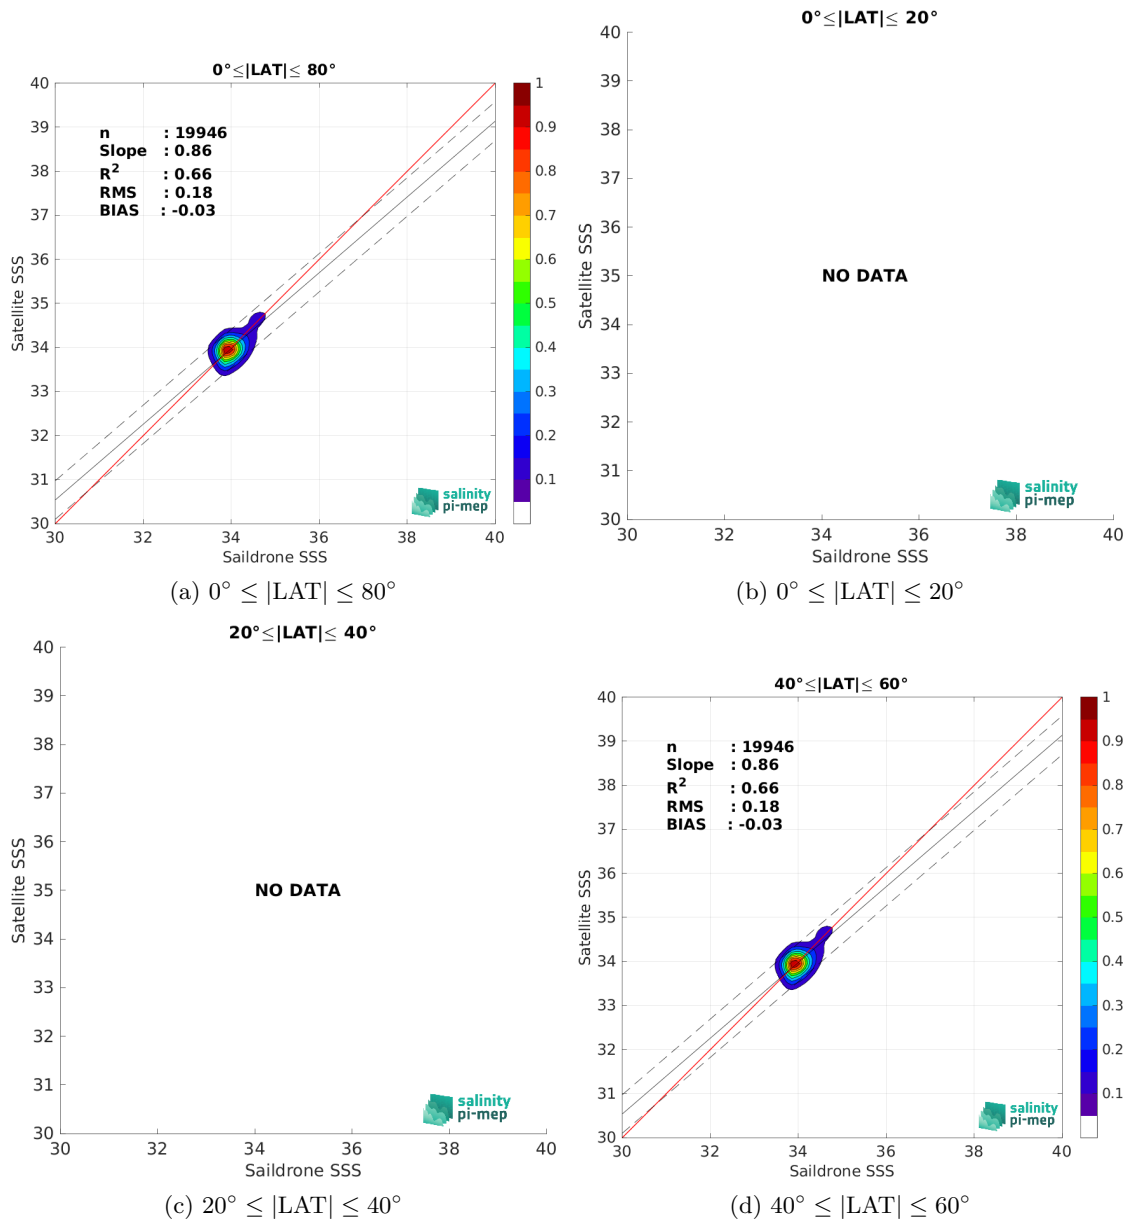 0°≤|LAT|≤ 80°
40
39
38
37
36
35
34
33
32
31
30
n : 19946
Slope : 0.86
R² : 0.66
RMS : 0.18
BIAS : -0.03
Satellite SSS
30 32 34 36 38 40
Saildrone SSS
salinity
pi-mep
1
0.9
0.8
0.7
0.6
0.5
0.4
0.3
0.2
0.1
(a) 0° ≤ |LAT| ≤ 80°
0°≤|LAT|≤ 20°
40
39
38
37
36
35
34
33
32
31
30
Satellite SSS
NO DATA
salinity
pi-mep
30 32 34 36 38 40
Saildrone SSS
(b) 0° ≤ |LAT| ≤ 20°
20°≤|LAT|≤ 40°
40
39
38
37
36
35
34
33
32
31
30
Satellite SSS
NO DATA
salinity
pi-mep
30 32 34 36 38 40
Saildrone SSS
(c) 20° ≤ |LAT| ≤ 40°
40°≤|LAT|≤ 60°
40
39
38
37
36
35
34
33
32
31
30
n : 19946
Slope : 0.86
R² : 0.66
RMS : 0.18
BIAS : -0.03
Satellite SSS
salinity
pi-mep
30 32 34 36 38 40
Saildrone SSS
1
0.9
0.8
0.7
0.6
0.5
0.4
0.3
0.2
0.1
(d) 40° ≤ |LAT| ≤ 60°